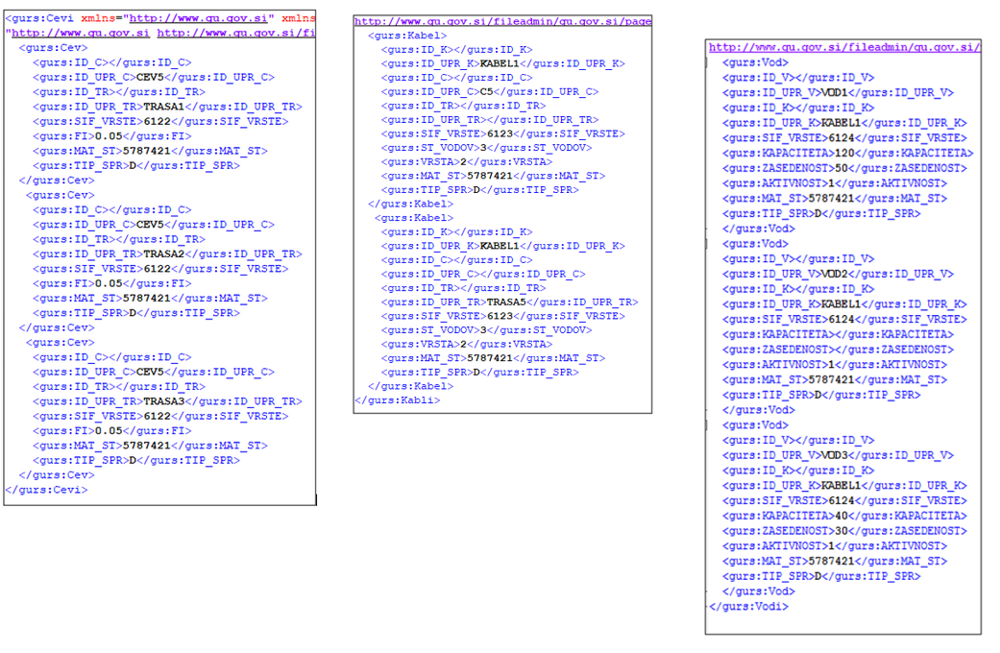 <gurs:Cevi xmlns="http://www.gu.gov.si" xmlns
"http://www.gu.gov.si http://www.gu.gov.si/fi
<gurs:Cev>
<gurs:ID_C></gurs:ID_C>
<gurs:ID_UPR_C>CEV5</gurs:ID_UPR_C>
<gurs:ID_TR></gurs:ID_TR>
<gurs:ID_UPR_TR>TRASA1</gurs:ID_UPR_TR>
<gurs:SIF_VRSTE>6122</gurs:SIF_VRSTE>
<gurs:FI>0.05</gurs:FI>
<gurs:MAT_ST>5787421</gurs:MAT_ST>
<gurs:TIP_SPR>D</gurs:TIP_SPR>
</gurs:Cev>
<gurs:Cev>
<gurs:ID_C></gurs:ID_C>
<gurs:ID_UPR_C>CEV5</gurs:ID_UPR_C>
<gurs:ID_TR></gurs:ID_TR>
<gurs:ID_UPR_TR>TRASA2</gurs:ID_UPR_TR>
<gurs:SIF_VRSTE>6122</gurs:SIF_VRSTE>
<gurs:FI>0.05</gurs:FI>
<gurs:MAT_ST>5787421</gurs:MAT_ST>
<gurs:TIP_SPR>D</gurs:TIP_SPR>
</gurs:Cev>
<gurs:Cev>
<gurs:ID_C></gurs:ID_C>
<gurs:ID_UPR_C>CEV5</gurs:ID_UPR_C>
<gurs:ID_TR></gurs:ID_TR>
<gurs:ID_UPR_TR>TRASA3</gurs:ID_UPR_TR>
<gurs:SIF_VRSTE>6122</gurs:SIF_VRSTE>
<gurs:FI>0.05</gurs:FI>
<gurs:MAT_ST>5787421</gurs:MAT_ST>
<gurs:TIP_SPR>D</gurs:TIP_SPR>
</gurs:Cev>
</gurs:Cevi>
http://www.gu.gov.si/fileadmin/gu.gov.si/page
<gurs:Kabel>
<gurs:ID_K></gurs:ID_K>
<gurs:ID_UPR_K>KABEL1</gurs:ID_UPR_K>
<gurs:ID_C></gurs:ID_C>
<gurs:ID_UPR_C>C5</gurs:ID_UPR_C>
<gurs:ID_TR></gurs:ID_TR>
<gurs:ID_UPR_TR></gurs:ID_UPR_TR>
<gurs:SIF_VRSTE>6123</gurs:SIF_VRSTE>
<gurs:ST_VODOV>3</gurs:ST_VODOV>
<gurs:VRSTA>2</gurs:VRSTA>
<gurs:MAT_ST>5787421</gurs:MAT_ST>
<gurs:TIP_SPR>D</gurs:TIP_SPR>
</gurs:Kabel>
<gurs:Kabel>
<gurs:ID_K></gurs:ID_K>
<gurs:ID_UPR_K>KABEL1</gurs:ID_UPR_K>
<gurs:ID_C></gurs:ID_C>
<gurs:ID_UPR_C></gurs:ID_UPR_C>
<gurs:ID_TR></gurs:ID_TR>
<gurs:ID_UPR_TR>TRASA5</gurs:ID_UPR_TR>
<gurs:SIF_VRSTE>6123</gurs:SIF_VRSTE>
<gurs:ST_VODOV>3</gurs:ST_VODOV>
<gurs:VRSTA>2</gurs:VRSTA>
<gurs:MAT_ST>5787421</gurs:MAT_ST>
<gurs:TIP_SPR>D</gurs:TIP_SPR>
</gurs:Kabel>
</gurs:Kabli>
http://www.gu.gov.si/fileadmin/gu.gov.si/
<gurs:Vod>
<gurs:ID_V></gurs:ID_V>
<gurs:ID_UPR_V>VOD1</gurs:ID_UPR_V>
<gurs:ID_K></gurs:ID_K>
<gurs:ID_UPR_K>KABEL1</gurs:ID_UPR_K>
<gurs:SIF_VRSTE>6124</gurs:SIF_VRSTE>
<gurs:KAPACITETA>120</gurs:KAPACITETA>
<gurs:ZASEDENOST>50</gurs:ZASEDENOST>
<gurs:AKTIVNOST>1</gurs:AKTIVNOST>
<gurs:MAT_ST>5787421</gurs:MAT_ST>
<gurs:TIP_SPR>D</gurs:TIP_SPR>
</gurs:Vod>
<gurs:Vod>
<gurs:ID_V></gurs:ID_V>
<gurs:ID_UPR_V>VOD2</gurs:ID_UPR_V>
<gurs:ID_K></gurs:ID_K>
<gurs:ID_UPR_K>KABEL1</gurs:ID_UPR_K>
<gurs:SIF_VRSTE>6124</gurs:SIF_VRSTE>
<gurs:KAPACITETA></gurs:KAPACITETA>
<gurs:ZASEDENOST></gurs:ZASEDENOST>
<gurs:AKTIVNOST>1</gurs:AKTIVNOST>
<gurs:MAT_ST>5787421</gurs:MAT_ST>
<gurs:TIP_SPR>D</gurs:TIP_SPR>
</gurs:Vod>
<gurs:Vod>
<gurs:ID_V></gurs:ID_V>
<gurs:ID_UPR_V>VOD3</gurs:ID_UPR_V>
<gurs:ID_K></gurs:ID_K>
<gurs:ID_UPR_K>KABEL1</gurs:ID_UPR_K>
<gurs:SIF_VRSTE>6124</gurs:SIF_VRSTE>
<gurs:KAPACITETA>40</gurs:KAPACITETA>
<gurs:ZASEDENOST>30</gurs:ZASEDENOST>
<gurs:AKTIVNOST>1</gurs:AKTIVNOST>
<gurs:MAT_ST>5787421</gurs:MAT_ST>
<gurs:TIP_SPR>D</gurs:TIP_SPR>
</gurs:Vod>
</gurs:Vodi>